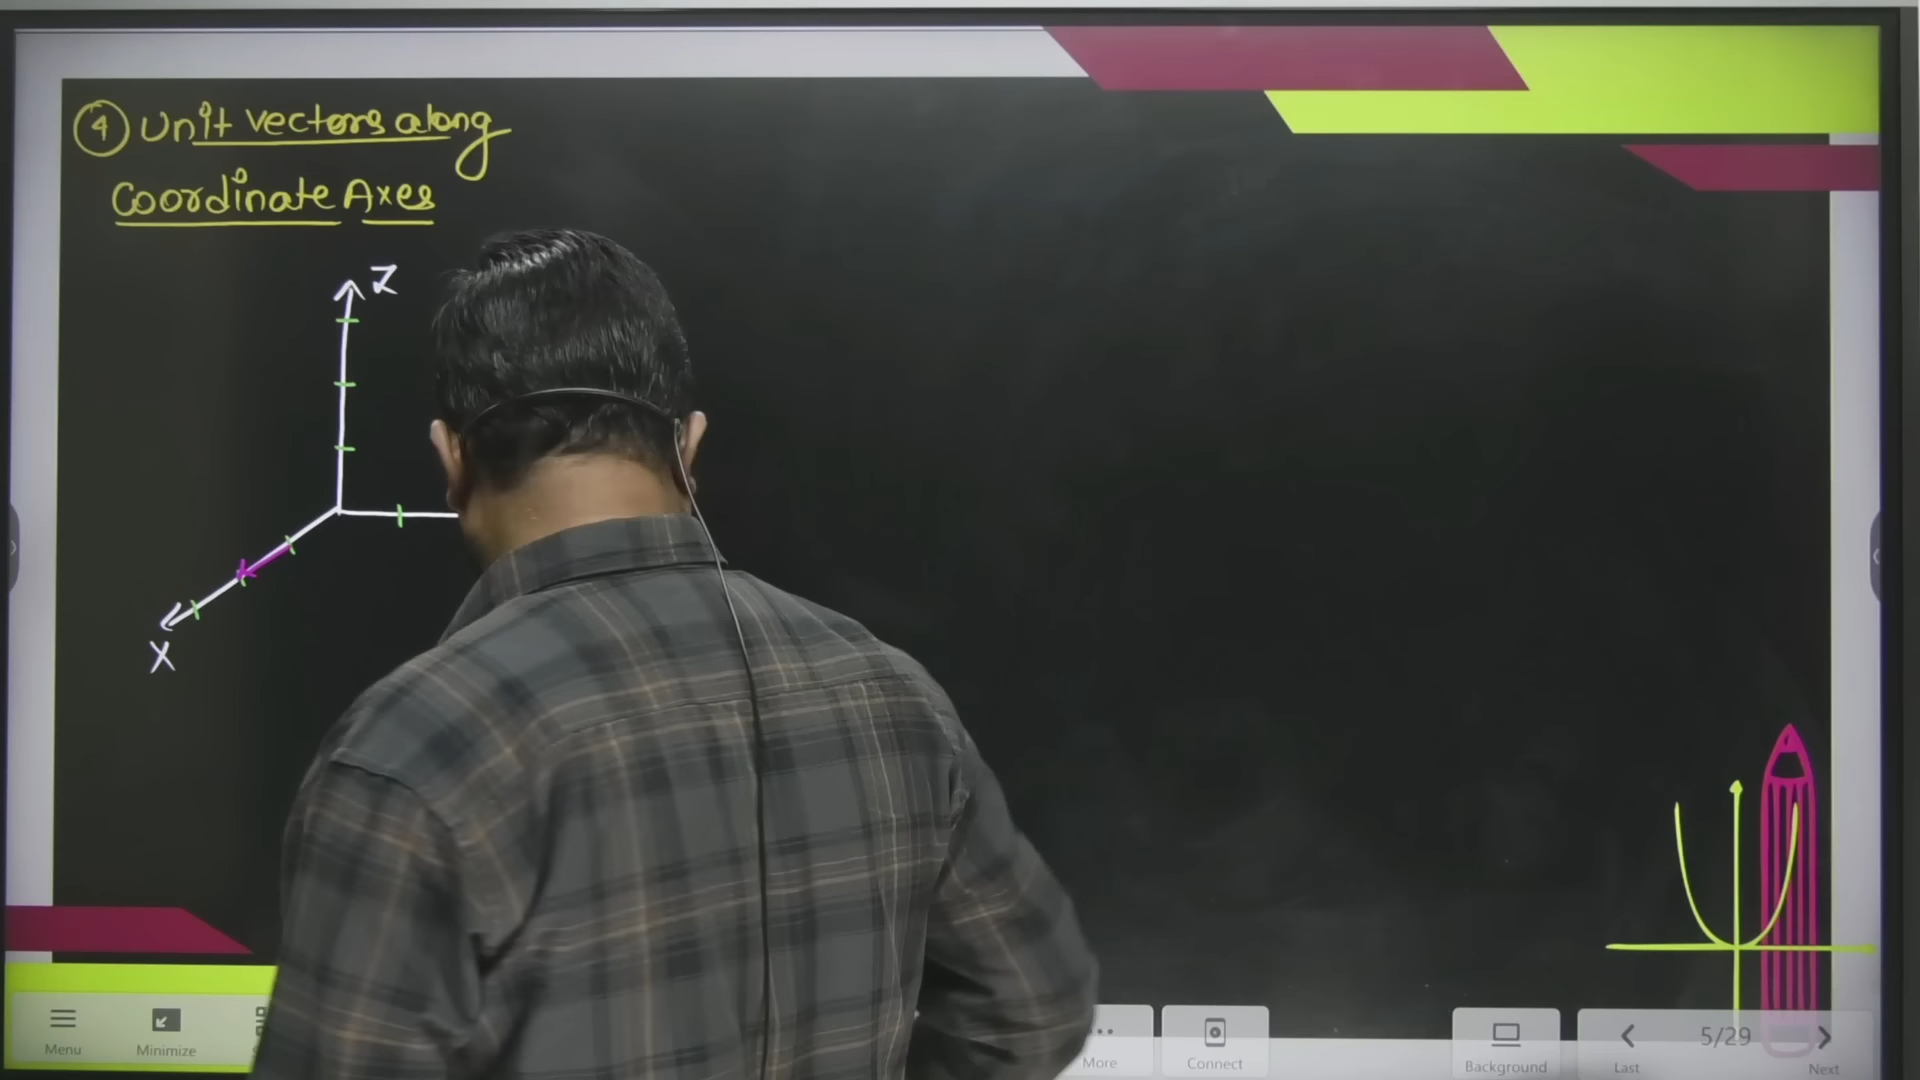 4 Unit vectors along
Coordinate Axes
Z
X
Menu
Minimize
More
Connect
Background
Last
5/29
Next